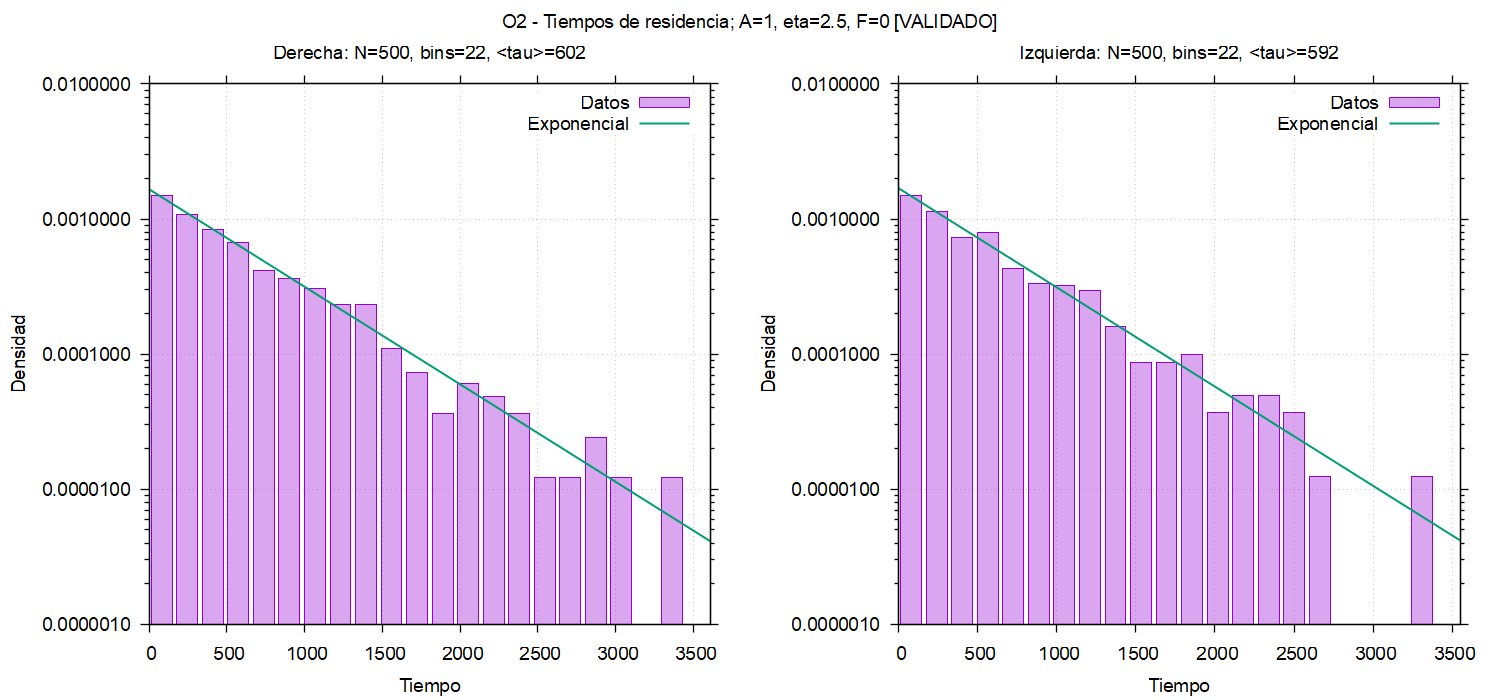 O2 - Tiempos de residencia; A=1, eta=2.5, F=0 [VALIDADO]
Derecha: N=500, bins=22, <tau>=602
0.0100000
0.0010000
0.0001000
0.0000100
0.0000010
Densidad
Datos
Exponencial
0 500 1000 1500 2000 2500 3000 3500
Tiempo
Izquierda: N=500, bins=22, <tau>=592
0.0100000
0.0010000
0.0001000
0.0000100
0.0000010
Densidad
Datos
Exponencial
0 500 1000 1500 2000 2500 3000 3500
Tiempo